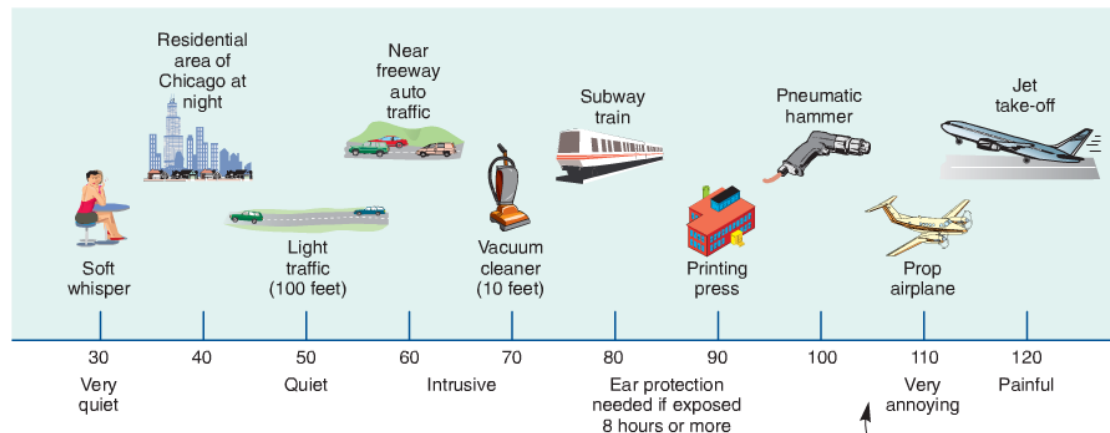 Residential
area of
Chicago at
night
Near
freeway
auto
traffic
Subway
train
Pneumatic
hammer
Jet
take-off
Soft
whisper
Light
traffic
(100 feet)
Vacuum
cleaner
(10 feet)
Printing
press
Prop
airplane
30 40 50 60 70 80 90 100 110 120
Very
quiet
Quiet
Intrusive
Ear protection
needed if exposed
8 hours or more
Very
annoying
Painful